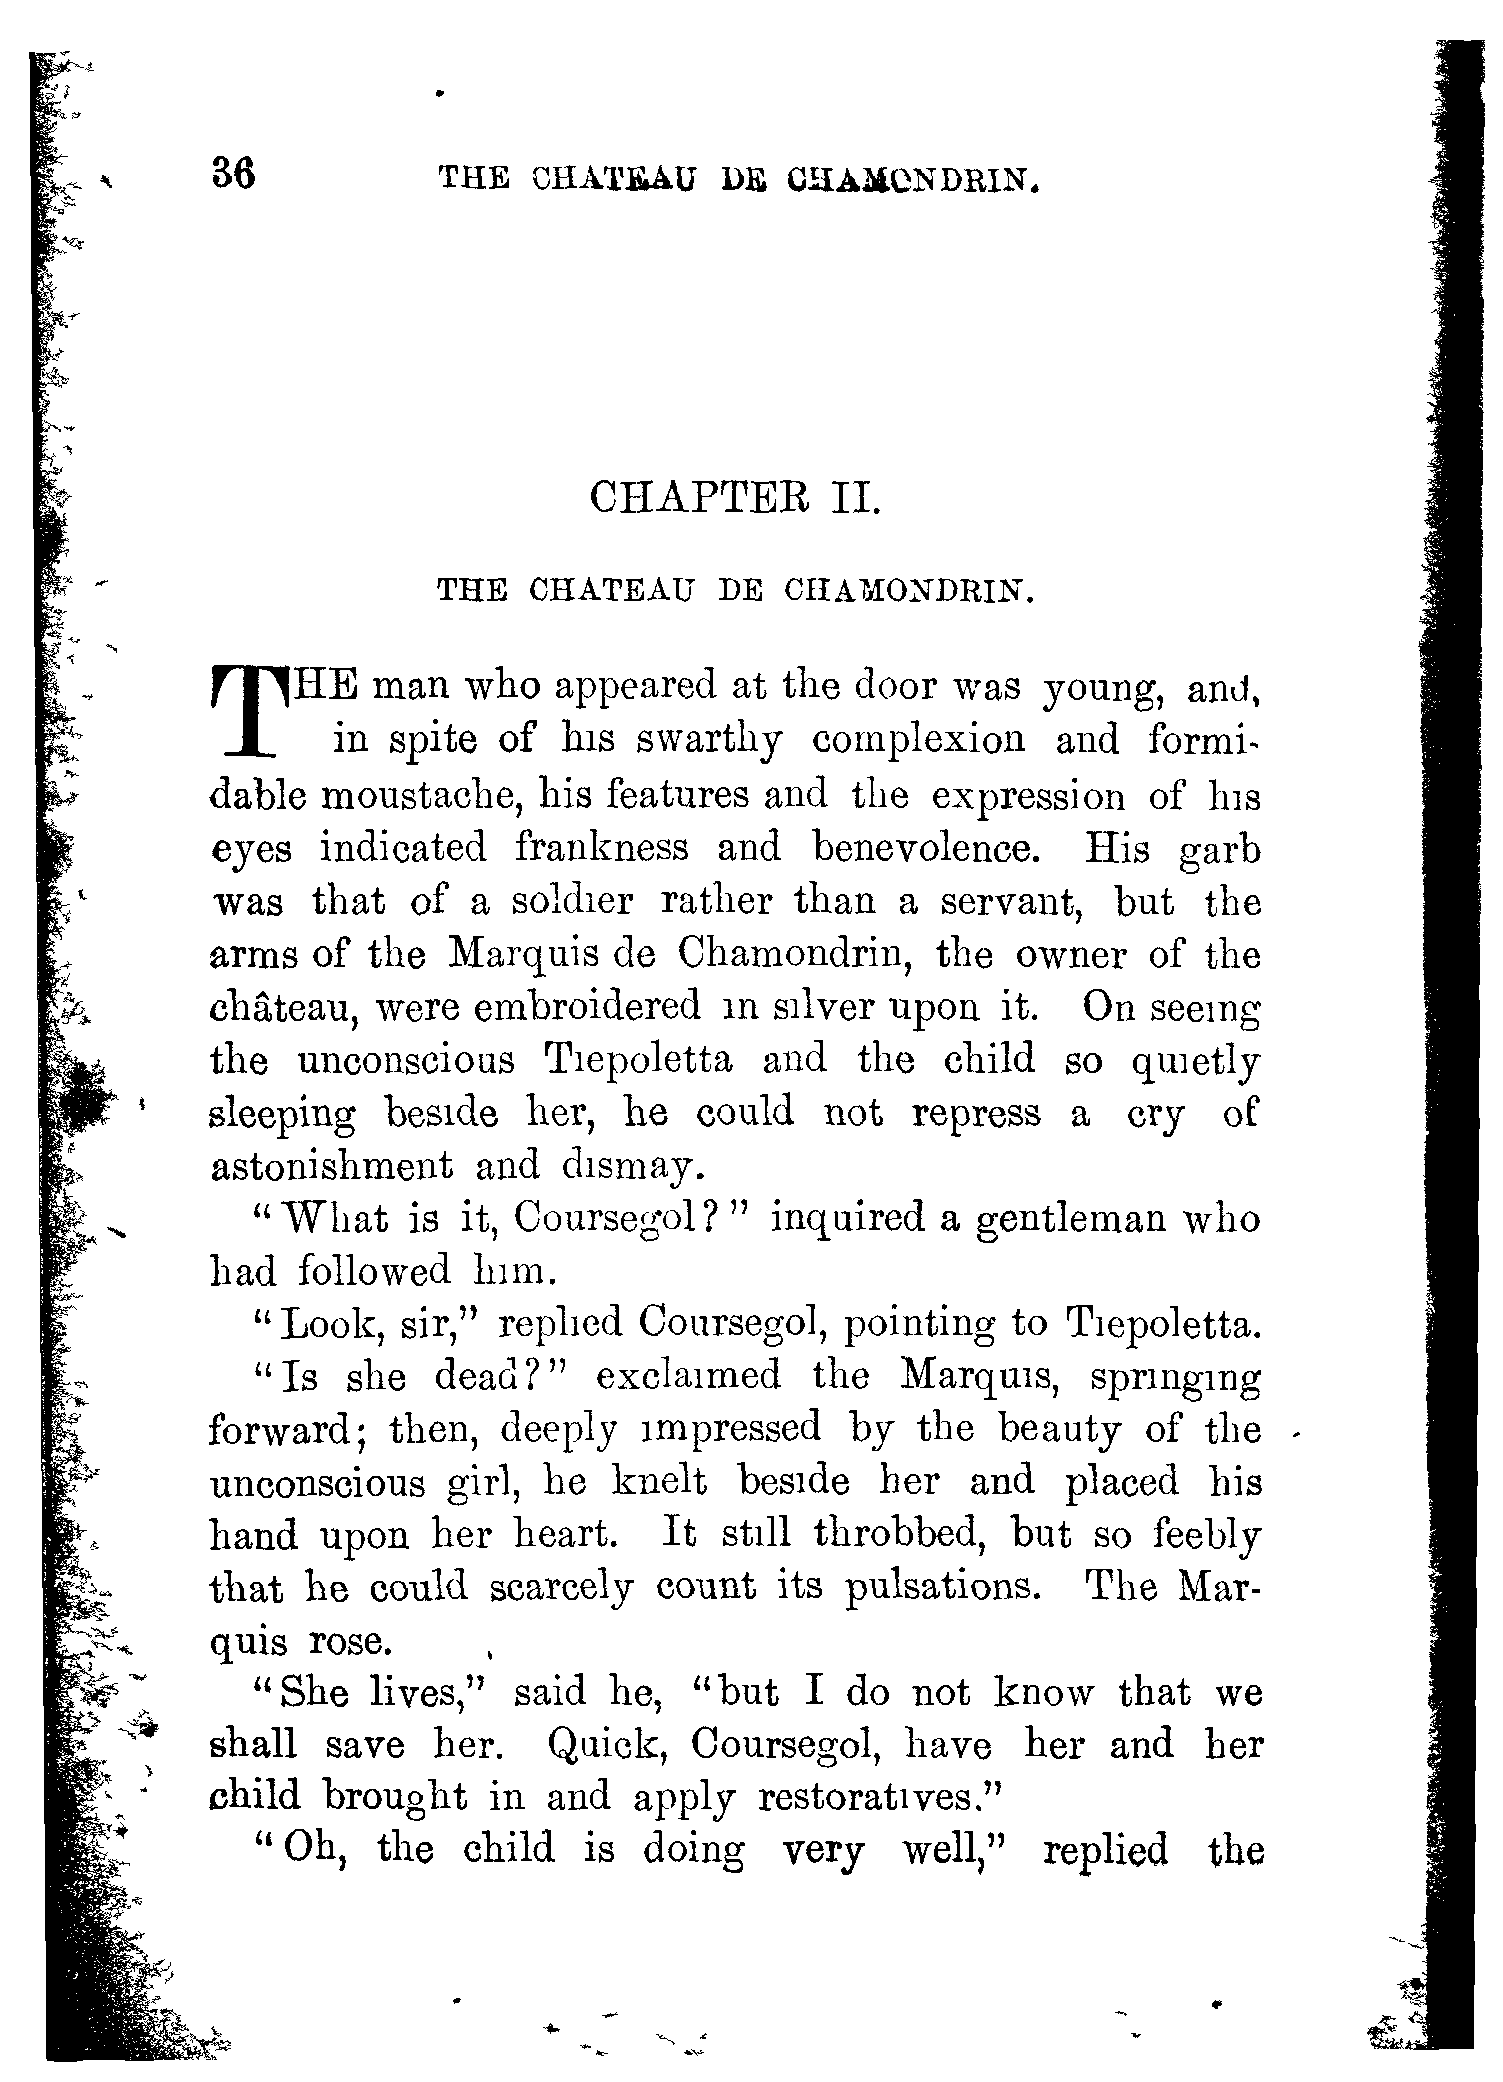 36 THE CHATEAU DE CHAMONDRIN.
CHAPTER II.
THE CHATEAU DE CHAMONDRIN.
THE man who appeared at the door was young, and,
in spite of his swarthy complexion and formi-
dable moustache, his features and the expression of his
eyes indicated frankness and benevolence. His garb
was that of a soldier rather than a servant, but the
arms of the Marquis de Chamondrin, the owner of the
château, were embroidered in silver upon it. On seeing
the unconscious Tiepoletta and the child so quietly
sleeping beside her, he could not repress a cry of
astonishment and dismay.
"What is it, Coursegol?" inquired a gentleman who
had followed him.
"Look, sir," replied Coursegol, pointing to Tiepoletta.
"Is she dead?" exclaimed the Marquis, springing
forward; then, deeply impressed by the beauty of the
unconscious girl, he knelt beside her and placed his
hand upon her heart. It still throbbed, but so feebly
that he could scarcely count its pulsations. The Mar-
quis rose.
"She lives," said he, "but I do not know that we
shall save her. Quick, Coursegol, have her and her
child brought in and apply restoratives."
"Oh, the child is doing very well," replied the